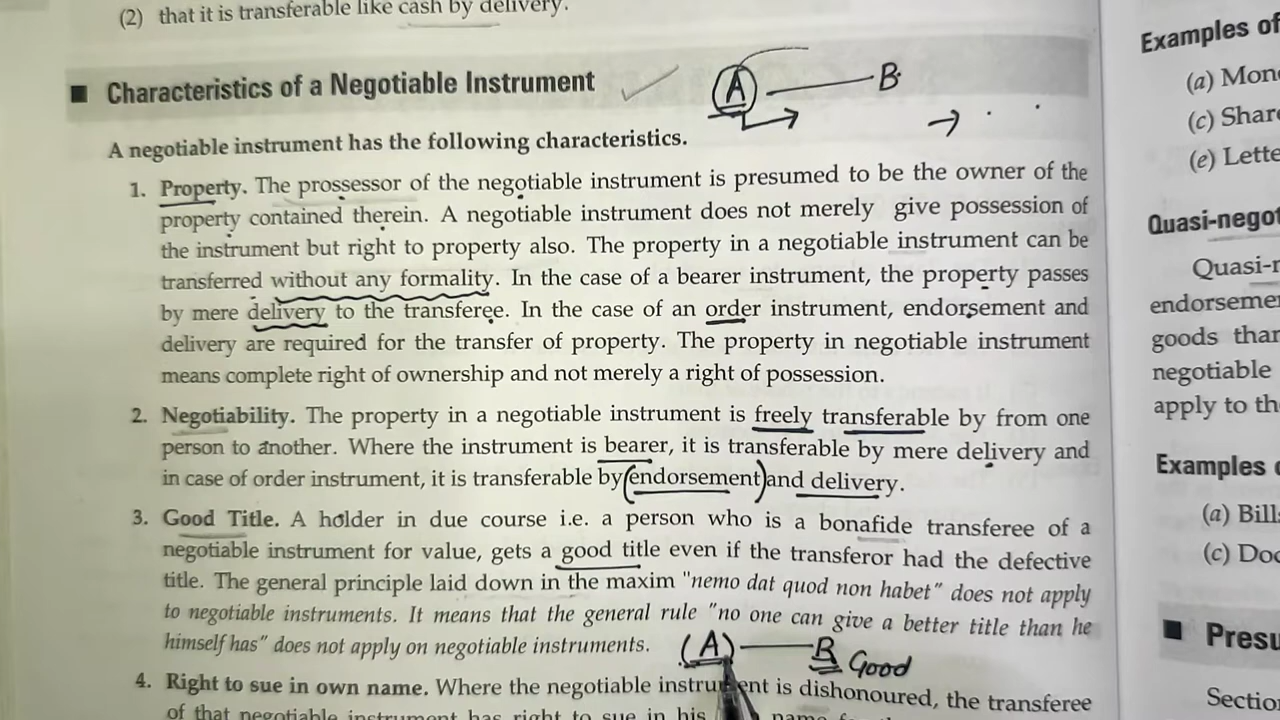 (2) that it is transferable like cash by delivery.
■ Characteristics of a Negotiable Instrument
A
B
A negotiable instrument has the following characteristics.
1. Property. The prossessor of the negotiable instrument is presumed to be the owner of the
property contained therein. A negotiable instrument does not merely give possession of
the instrument but right to property also. The property in a negotiable instrument can be
transferred without any formality. In the case of a bearer instrument, the property passes
by mere delivery to the transferee. In the case of an order instrument, endorsement and
delivery are required for the transfer of property. The property in negotiable instrument
means complete right of ownership and not merely a right of possession.
2. Negotiability. The property in a negotiable instrument is freely transferable by from one
person to another. Where the instrument is bearer, it is transferable by mere delivery and
in case of order instrument, it is transferable by (endorsement) and delivery.
3. Good Title. A holder in due course i.e. a person who is a bonafide transferee of a
negotiable instrument for value, gets a good title even if the transferor had the defective
title. The general principle laid down in the maxim "nemo dat quod non habet" does not apply
to negotiable instruments. It means that the general rule "no one can give a better title than he
himself has" does not apply on negotiable instruments.
(A) B Good
4. Right to sue in own name. Where the negotiable instrument is dishonoured, the transferee
of that negotiable instrument has right to sue in his name
Examples of
(a)
(c)
(e)
Quasi-
goods than
negotiable
apply to
Examples
(a) Bill
(c)
■